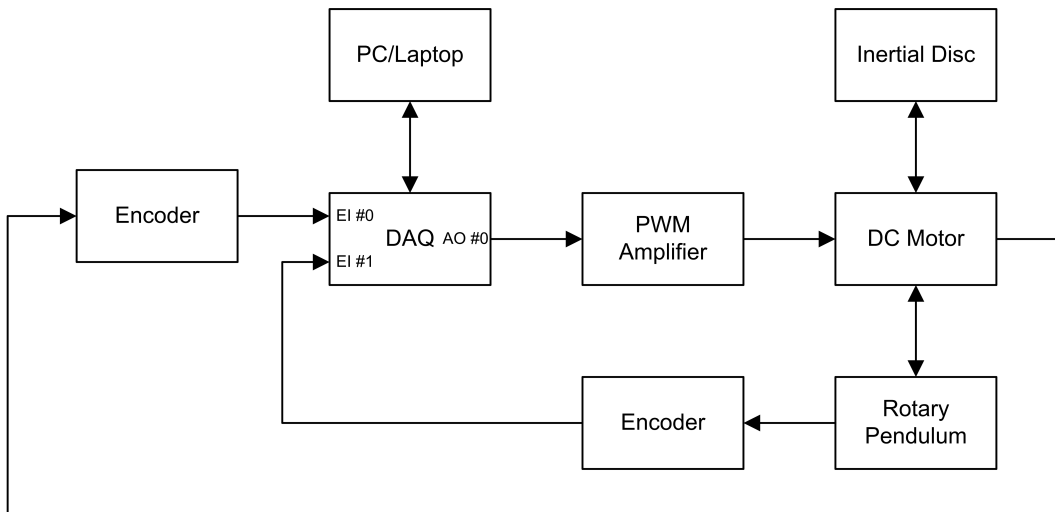 PC/Laptop
Inertial Disc
Encoder
EI #0
DAQ
AO #0
EI #1
PWM
Amplifier
DC Motor
Encoder
Rotary
Pendulum